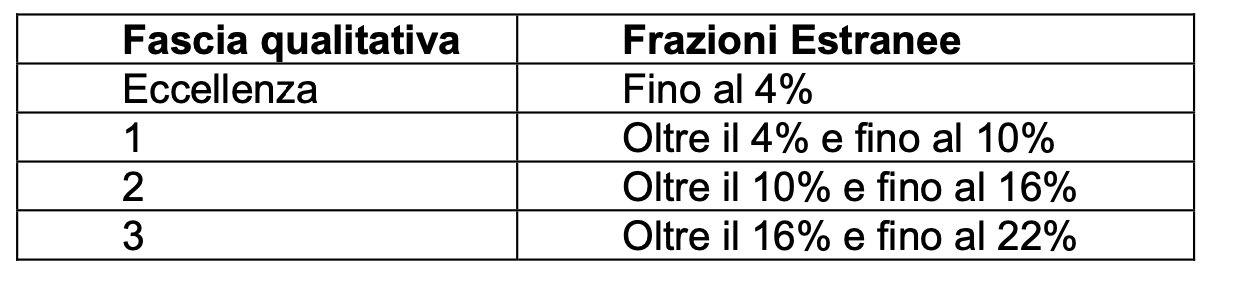 Fascia qualitativa Frazioni Estranee
Eccellenza Fino al 4%
1 Oltre il 4% e fino al 10%
2 Oltre il 10% e fino al 16%
3 Oltre il 16% e fino al 22%